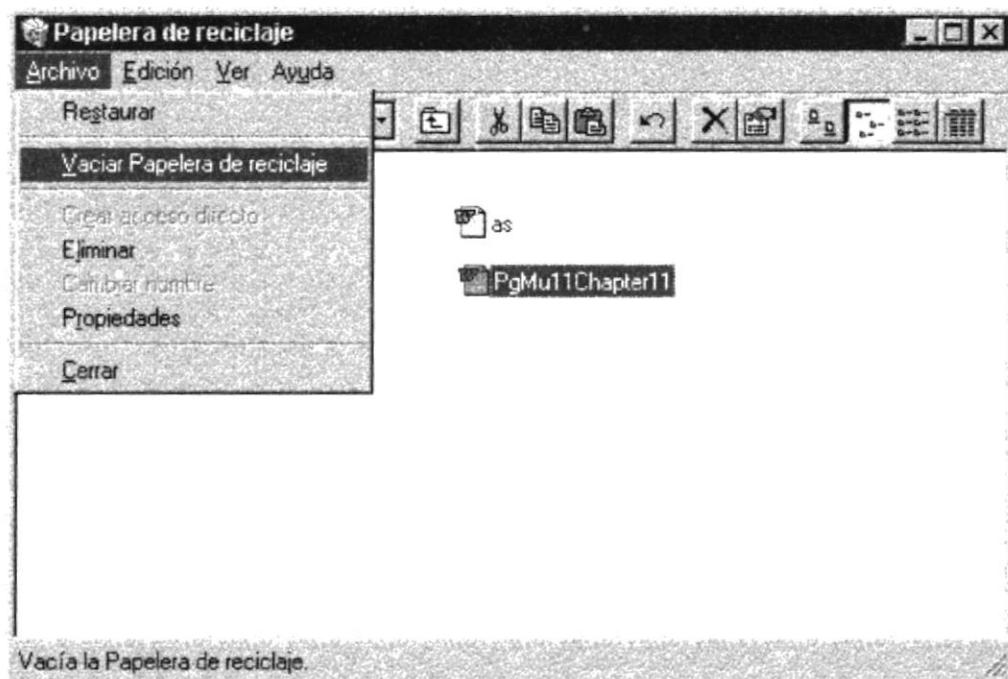 Papelera de reciclaje
Archivo Edición Ver Ayuda
Restaurar
Vaciar Papelera de reciclaje
Crear acceso directo
Eliminar
Cambiar nombre
Propiedades
Cerrar
as
PgMu11Chapter11
Vacía la Papelera de reciclaje.